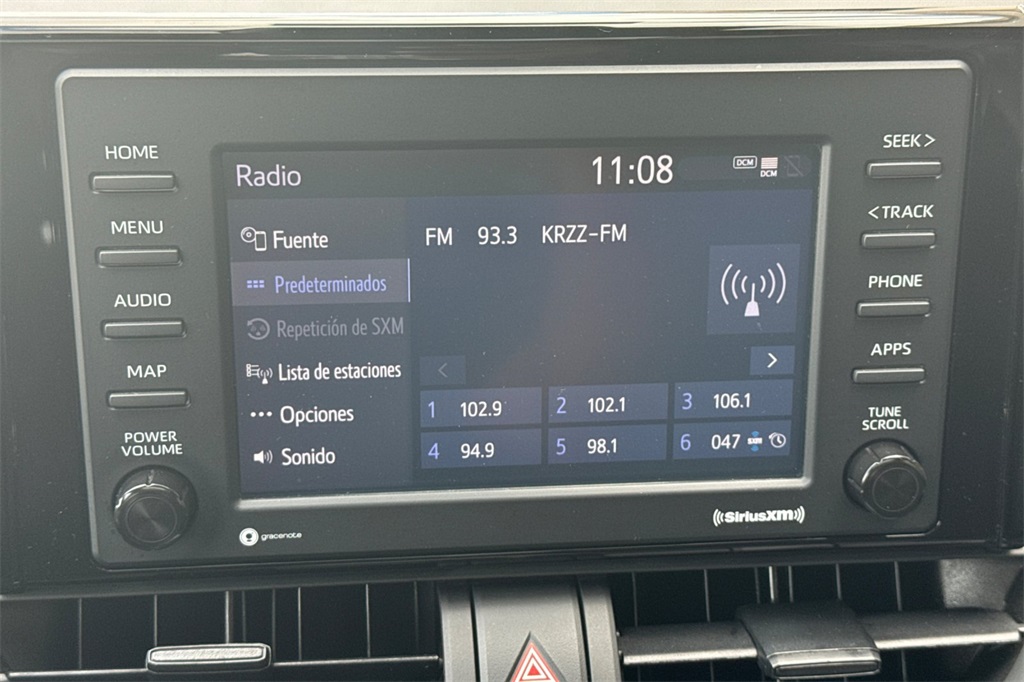 HOME
MENU
AUDIO
MAP
POWER
VOLUME
Radio
11:08
DCM
DCM
Fuente
Predeterminados
Repetición de SXM
Lista de estaciones
Opciones
Sonido
FM 93.3 KRZZ-FM
<
>
1 102.9
2 102.1
3 106.1
4 94.9
5 98.1
6 047 SXM
SEEK >
< TRACK
PHONE
APPS
TUNE
SCROLL
gracenote
SiriusXM